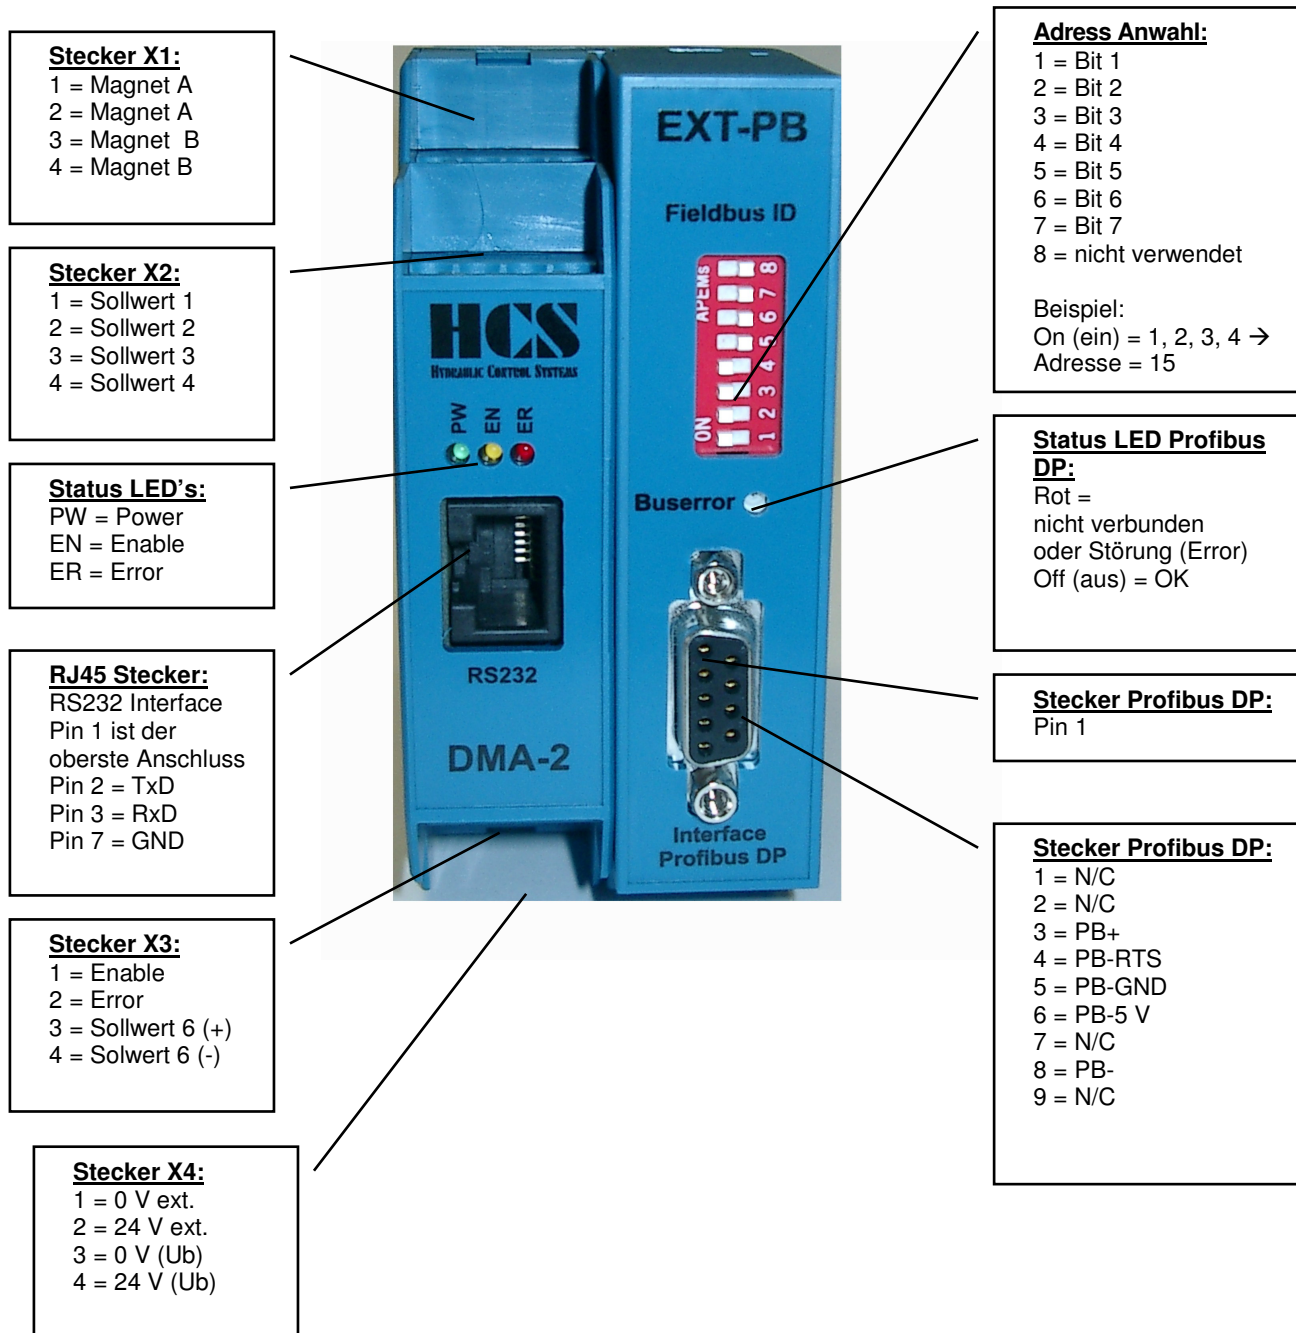 Stecker X1:
1 = Magnet A
2 = Magnet A
3 = Magnet B
4 = Magnet B
Stecker X2:
1 = Sollwert 1
2 = Sollwert 2
3 = Sollwert 3
4 = Sollwert 4
Status LED’s:
PW = Power
EN = Enable
ER = Error
RJ45 Stecker:
RS232 Interface
Pin 1 ist der
oberste Anschluss
Pin 2 = TxD
Pin 3 = RxD
Pin 7 = GND
Stecker X3:
1 = Enable
2 = Error
3 = Sollwert 6 (+)
4 = Solwert 6 (-)
Stecker X4:
1 = 0 V ext.
2 = 24 V ext.
3 = 0 V (Ub)
4 = 24 V (Ub)
HCS
HYDRAULIC CONTROL SYSTEMS
PW EN ER
RS232
DMA-2
EXT-PB
Fieldbus ID
APEMs
ON
1 2 3 4 5 6 7 8
Buserror
Interface
Profibus DP
Adress Anwahl:
1 = Bit 1
2 = Bit 2
3 = Bit 3
4 = Bit 4
5 = Bit 5
6 = Bit 6
7 = Bit 7
8 = nicht verwendet
Beispiel:
On (ein) = 1, 2, 3, 4 →
Adresse = 15
Status LED Profibus
DP:
Rot =
nicht verbunden
oder Störung (Error)
Off (aus) = OK
Stecker Profibus DP:
Pin 1
Stecker Profibus DP:
1 = N/C
2 = N/C
3 = PB+
4 = PB-RTS
5 = PB-GND
6 = PB-5 V
7 = N/C
8 = PB-
9 = N/C